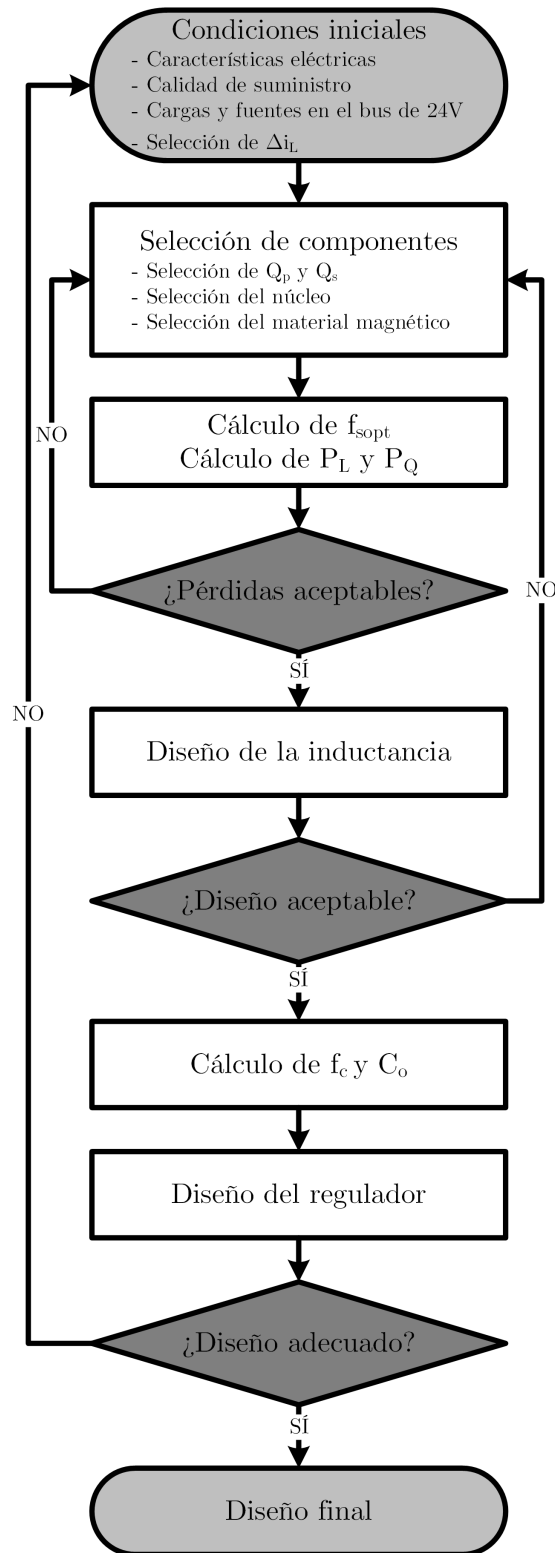 Condiciones iniciales
- Características eléctricas
- Calidad de suministro
- Cargas y fuentes en el bus de 24V
- Selección de Δi_L
Selección de componentes
- Selección de Q_p y Q_s
- Selección del núcleo
- Selección del material magnético
Cálculo de f_sopt
Cálculo de P_L y P_Q
NO
¿Pérdidas aceptables?
NO
SÍ
NO
Diseño de la inductancia
¿Diseño aceptable?
SÍ
Cálculo de f_c y C_o
Diseño del regulador
¿Diseño adecuado?
SÍ
Diseño final